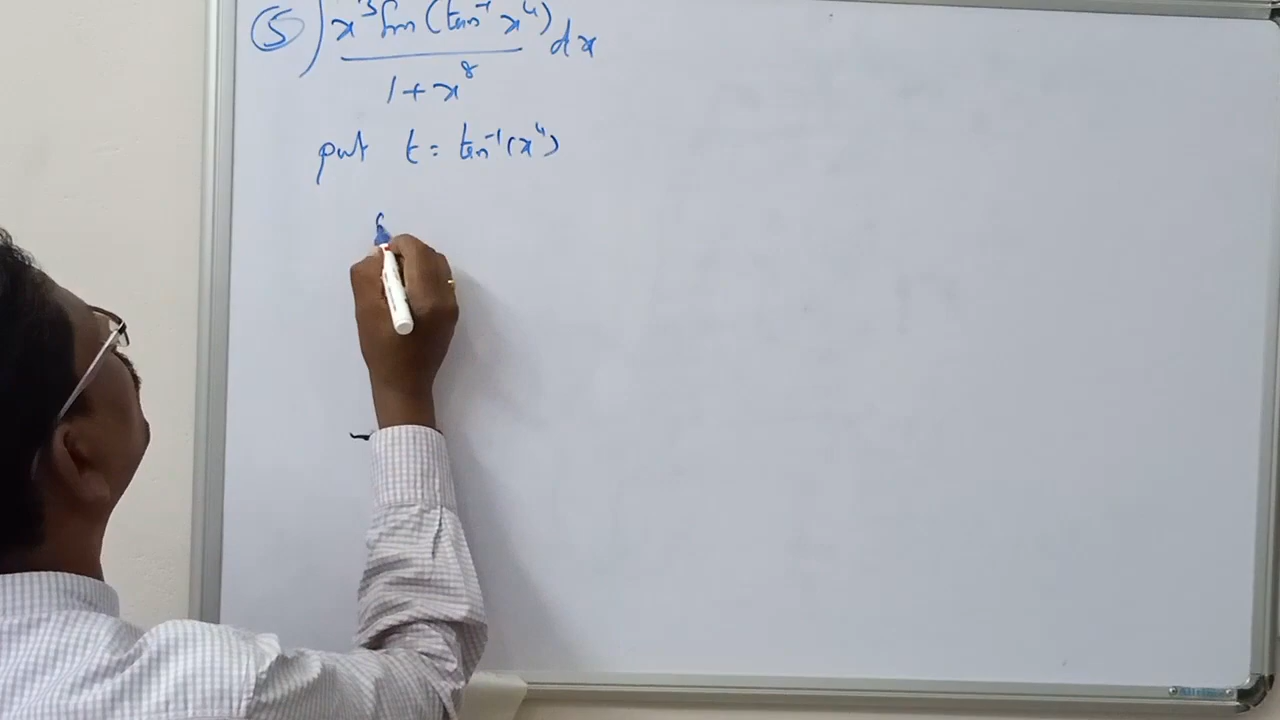 (5) ∫ x³ sin (tan⁻¹ x⁴) dx
1 + x⁸
put t = tan⁻¹(x⁴)